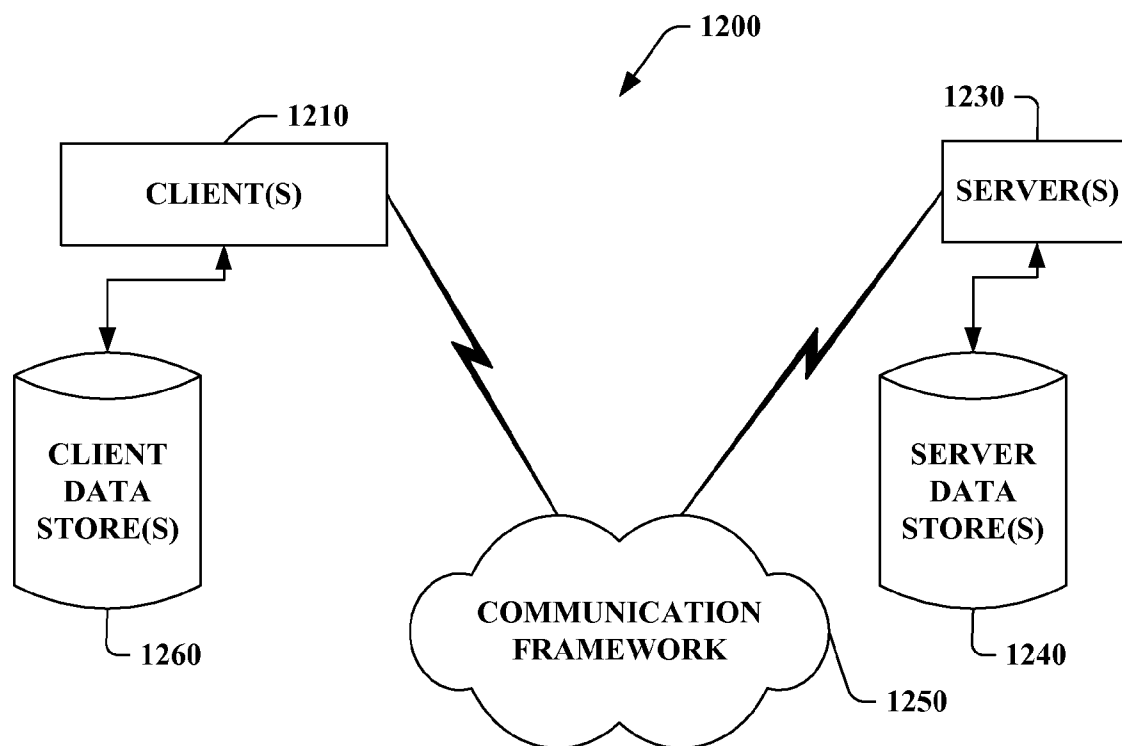 1200
1210
1230
CLIENT(S)
SERVER(S)
CLIENT
DATA
STORE(S)
SERVER
DATA
STORE(S)
COMMUNICATION
FRAMEWORK
1260
1240
1250